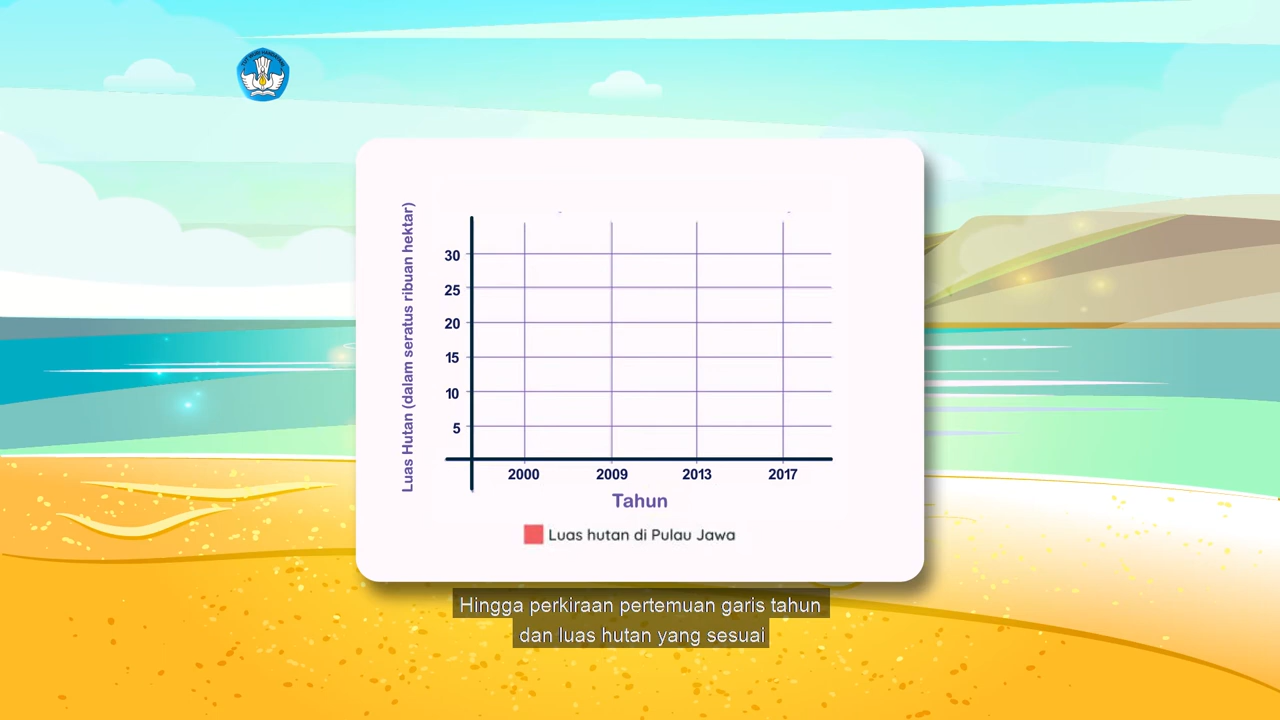 Luas Hutan (dalam seratus ribuan hektar)
30
25
20
15
10
5
2000 2009 2013 2017
Tahun
Luas hutan di Pulau Jawa
Hingga perkiraan pertemuan garis tahun
dan luas hutan yang sesuai